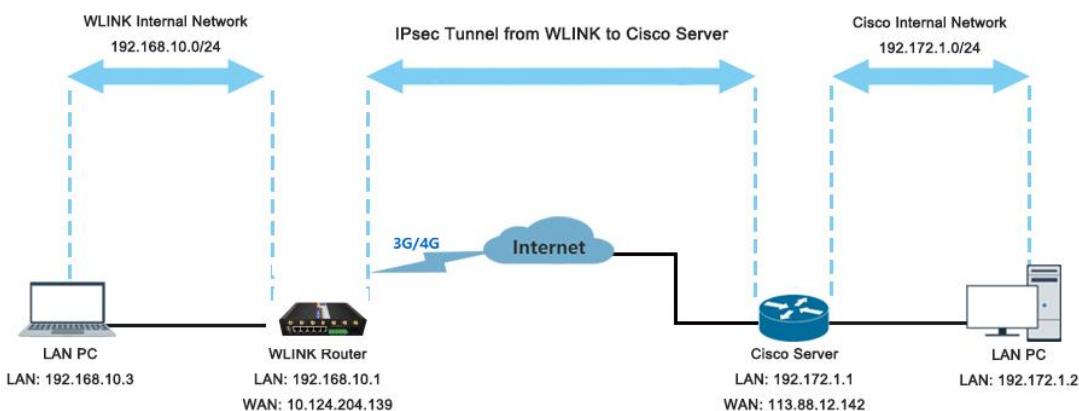 WLINK Internal Network
192.168.10.0/24
IPsec Tunnel from WLINK to Cisco Server
Cisco Internal Network
192.172.1.0/24
3G/4G
Internet
LAN PC
LAN: 192.168.10.3
WLINK Router
LAN: 192.168.10.1
WAN: 10.124.204.139
Cisco Server
LAN: 192.172.1.1
WAN: 113.88.12.142
LAN PC
LAN: 192.172.1.2